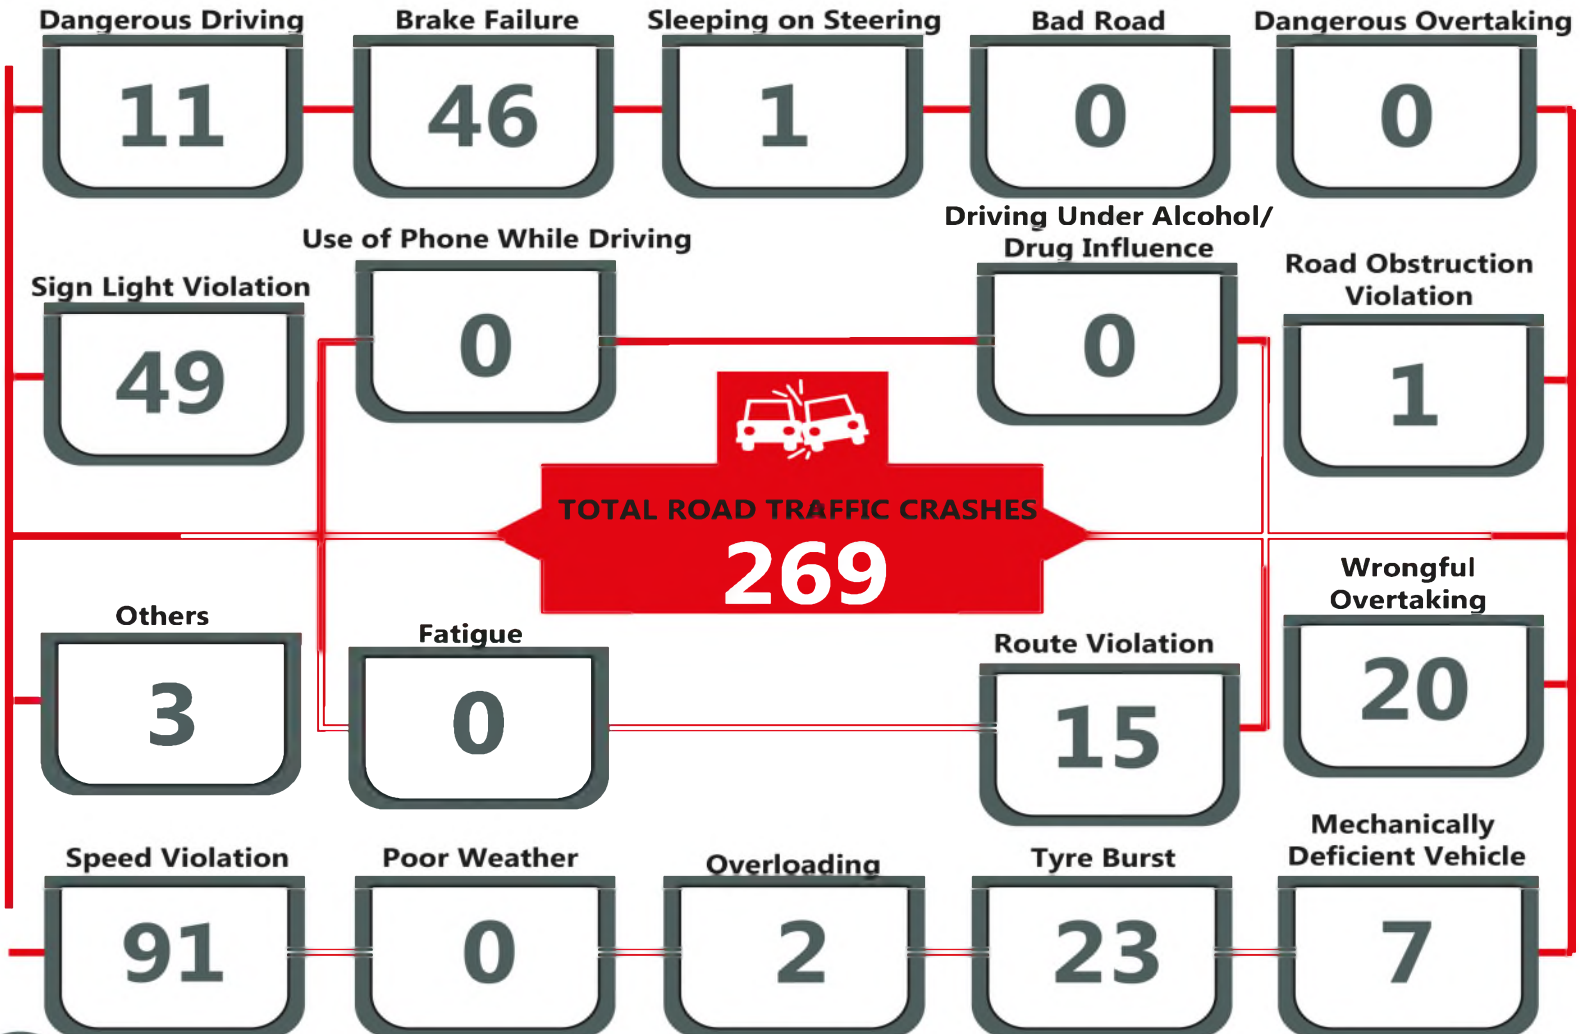 Dangerous Driving
Brake Failure
Sleeping on Steering
Bad Road
Dangerous Overtaking
11
46
1
0
0
Use of Phone While Driving
Driving Under Alcohol/
Drug Influence
Sign Light Violation
Road Obstruction
Violation
49
0
0
1
TOTAL ROAD TRAFFIC CRASHES
269
Others
Fatigue
Route Violation
Wrongful
Overtaking
3
0
15
20
Speed Violation
Poor Weather
Overloading
Tyre Burst
Mechanically
Deficient Vehicle
91
0
2
23
7